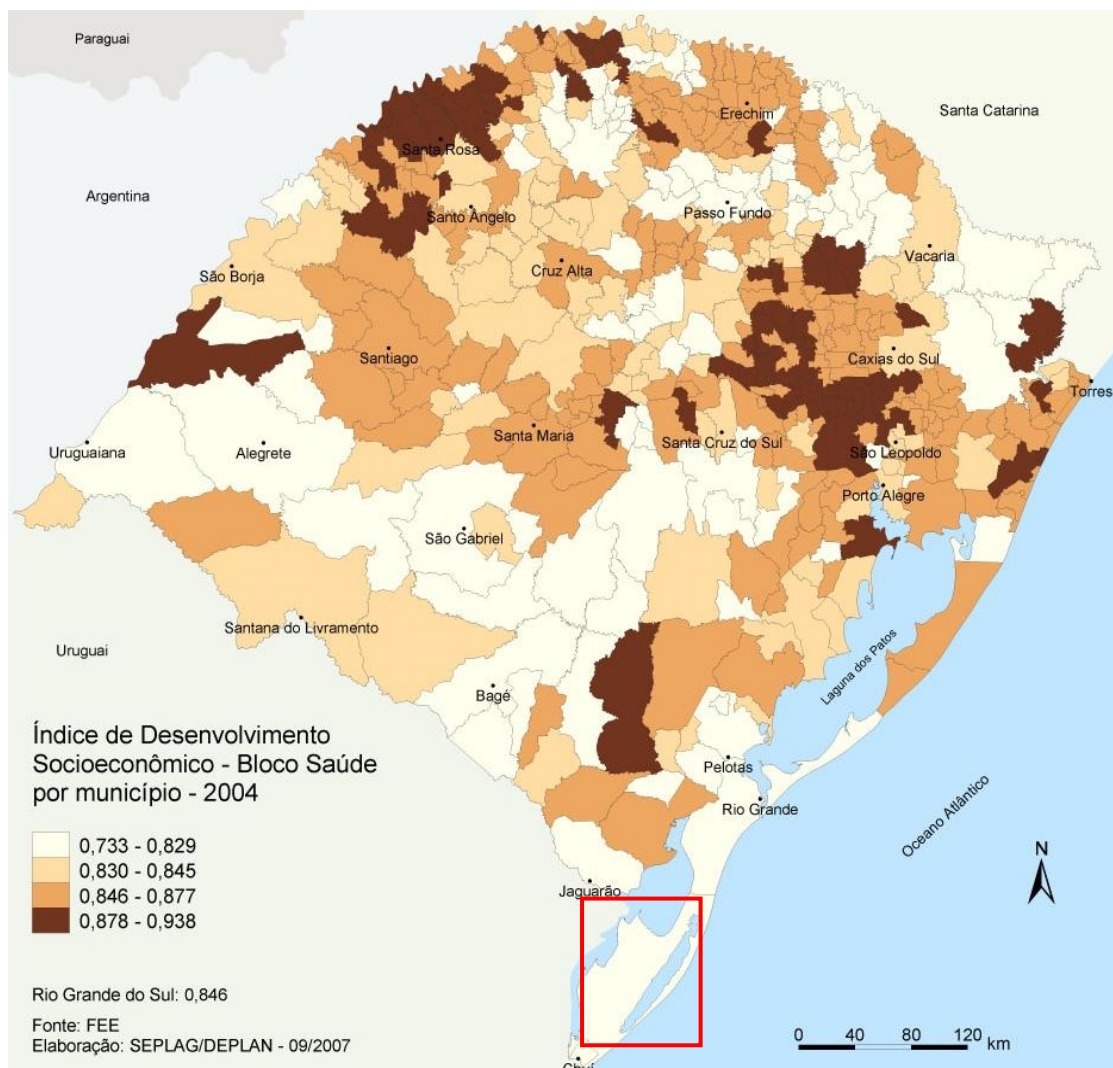 Paraguai
Santa Catarina
Erechim
Santa Rosa
Argentina
Passo Fundo
Santo Ângelo
Vacaria
São Borja
Cruz Alta
Santiago
Caxias do Sul
Torres
Santa Maria
Santa Cruz do Sul
Uruguaiana
Alegrete
São Leopoldo
Porto Alegre
São Gabriel
Santana do Livramento
Uruguai
Laguna dos Patos
Bagé
Índice de Desenvolvimento
Socioeconômico - Bloco Saúde
por município - 2004
Pelotas
Rio Grande
Oceano Atlântico
0,733 - 0,829
0,830 - 0,845
0,846 - 0,877
0,878 - 0,938
N
Jaguarão
Rio Grande do Sul: 0,846
Fonte: FEE
Elaboração: SEPLAG/DEPLAN - 09/2007
0 40 80 120 km
Chuí